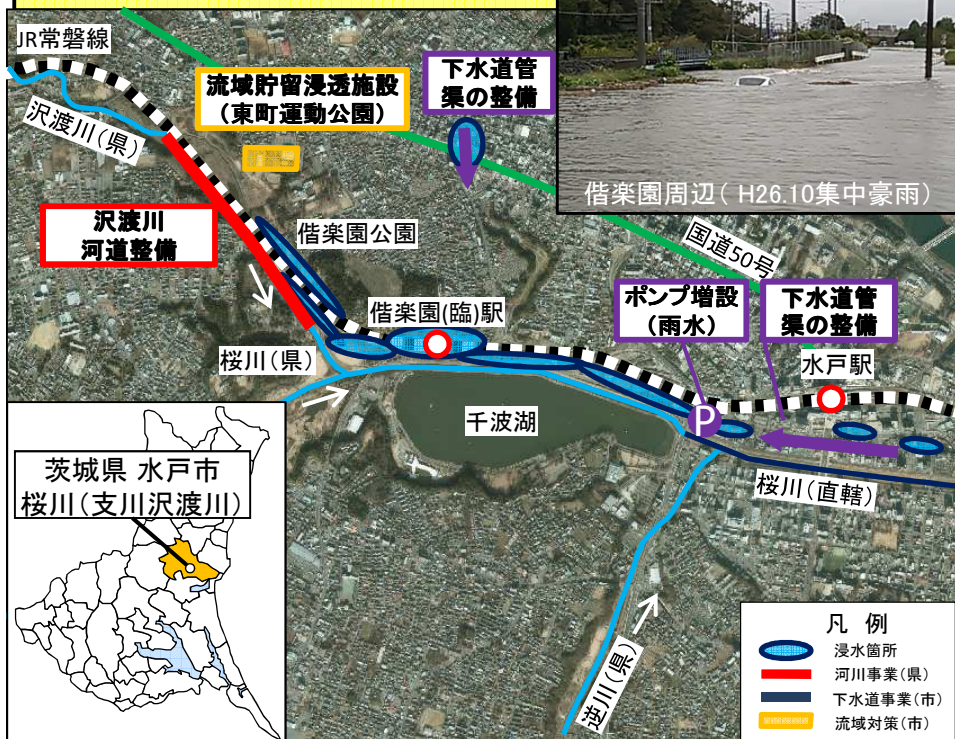 JR常磐線
沢渡川(県)
流域貯留浸透施設
(東町運動公園)
下水道管
渠の整備
偕楽園周辺( H26.10集中豪雨)
沢渡川
河道整備
偕楽園公園
国道50号
偕楽園(臨)駅
ポンプ増設
(雨水)
下水道管
渠の整備
桜川(県)
水戸駅
千波湖
P
桜川(直轄)
茨城県 水戸市
桜川(支川沢渡川)
逆川(県)
凡 例
浸水箇所
河川事業(県)
下水道事業(市)
流域対策(市)